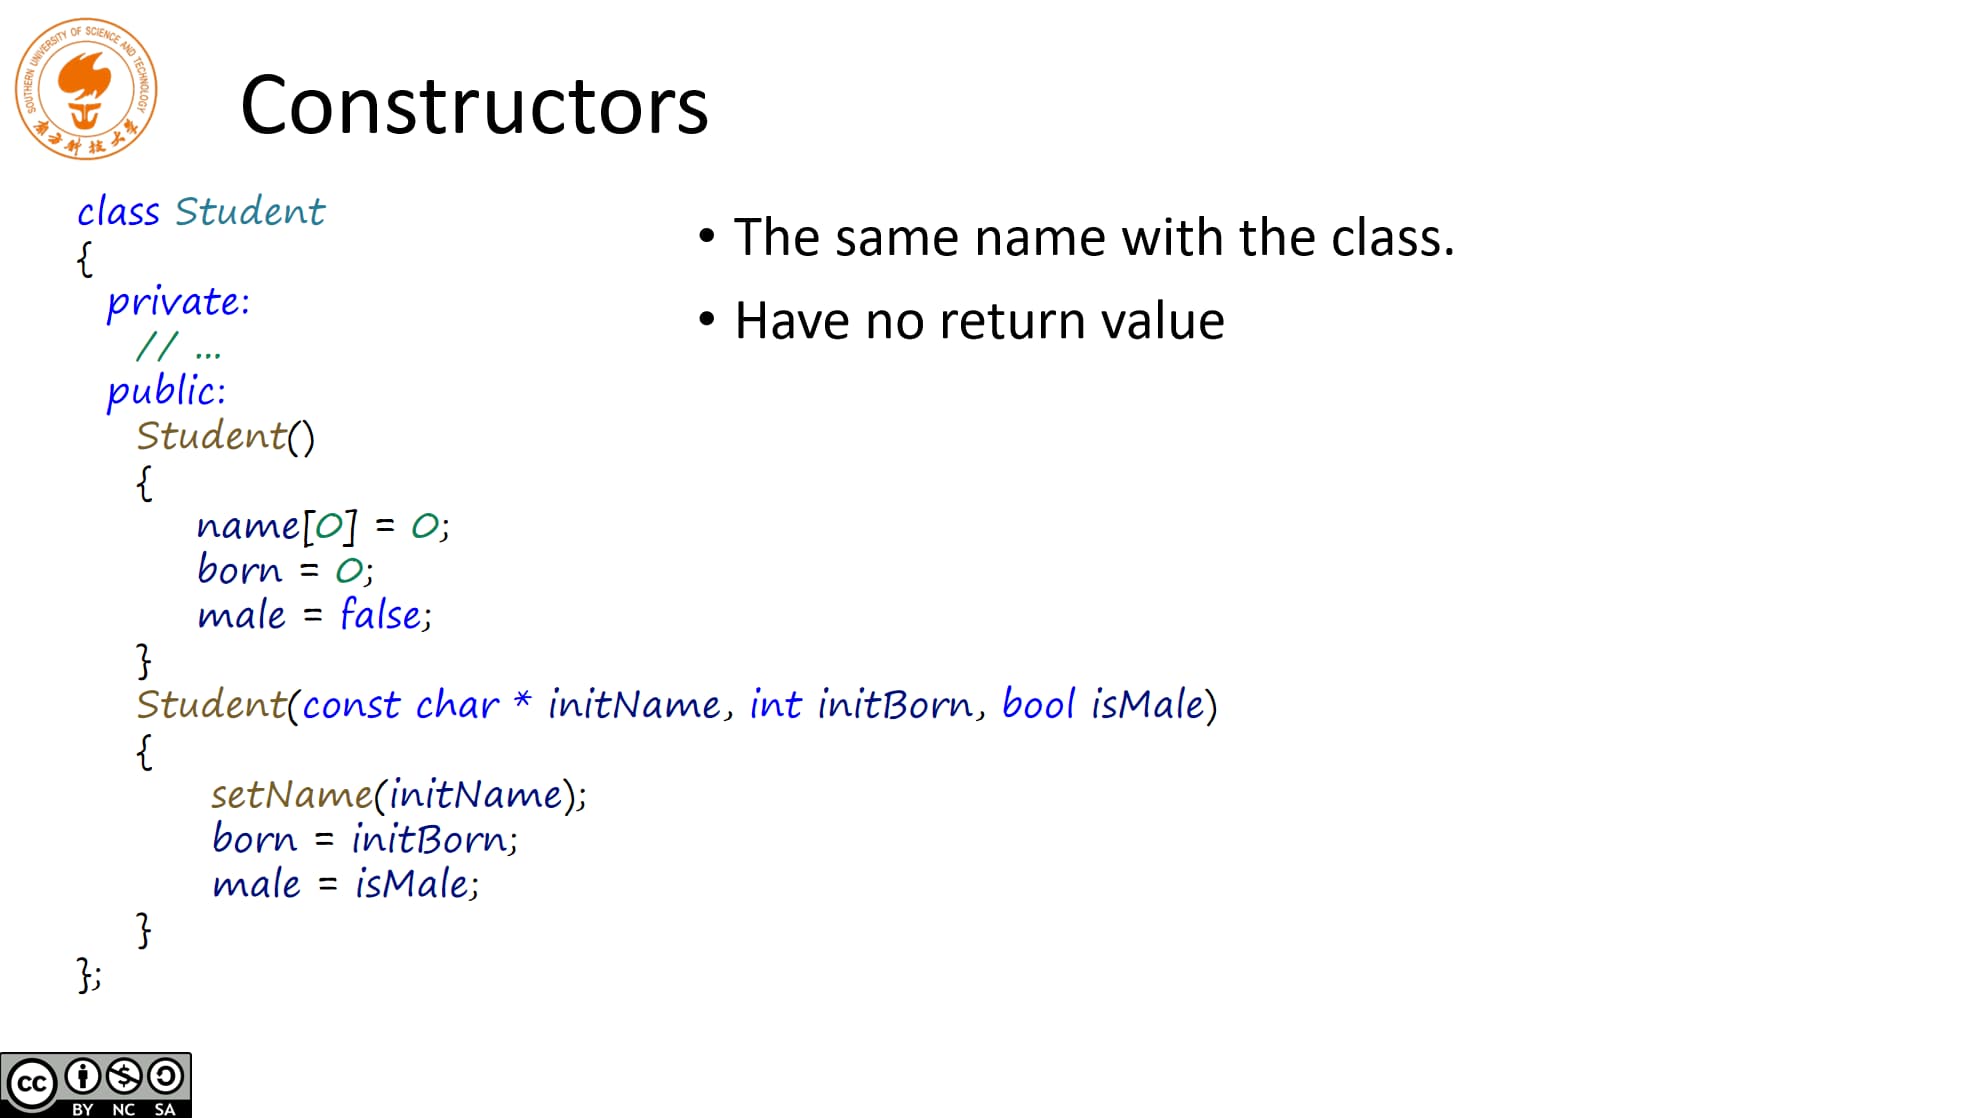 SOUTHERN UNIVERSITY OF SCIENCE AND TECHNOLOGY
南方科技大学
Constructors
class Student
{
private:
// ...
public:
Student()
{
name[0] = 0;
born = 0;
male = false;
}
Student(const char * initName, int initBorn, bool isMale)
{
setName(initName);
born = initBorn;
male = isMale;
}
};
• The same name with the class.
• Have no return value
cc
BY NC SA